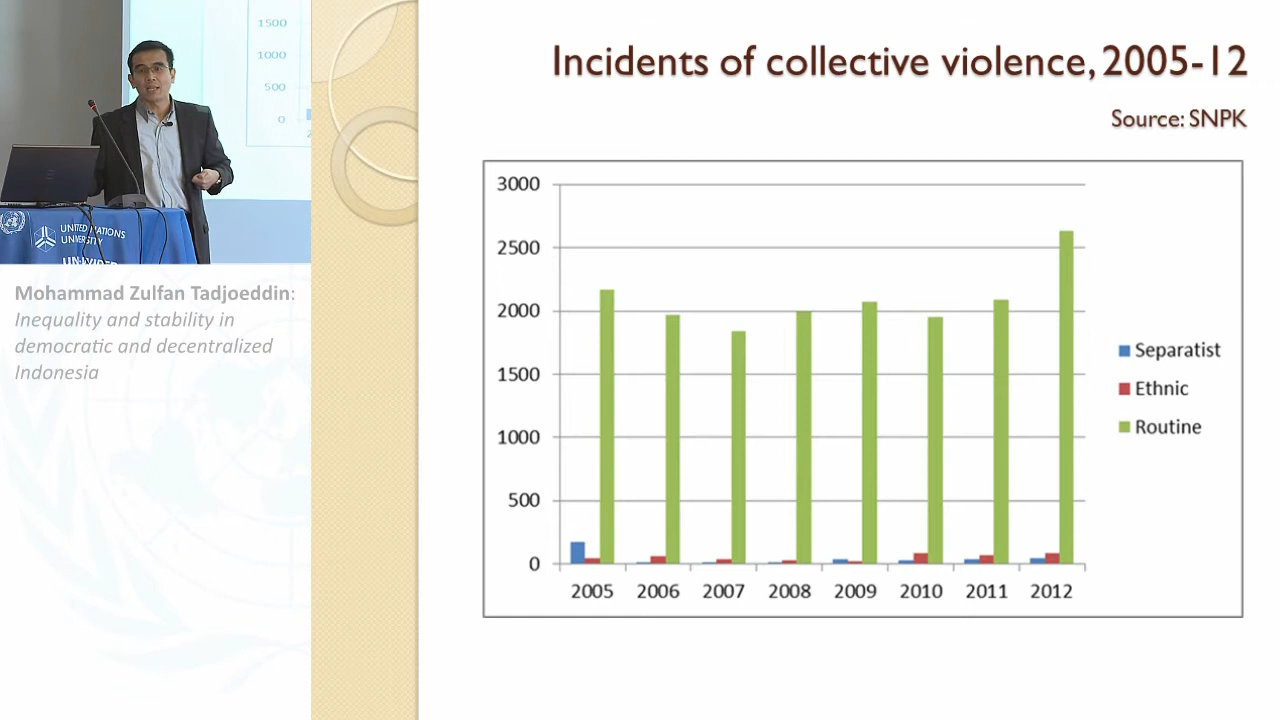 1500
1000
500
0
2
UNITED NATIONS
UNIVERSITY
Mohammad Zulfan Tadjoeddin:
Inequality and stability in
democratic and decentralized
Indonesia
Incidents of collective violence, 2005-12
Source: SNPK
3000
2500
2000
1500
1000
500
0
2005 2006 2007 2008 2009 2010 2011 2012
Separatist
Ethnic
Routine